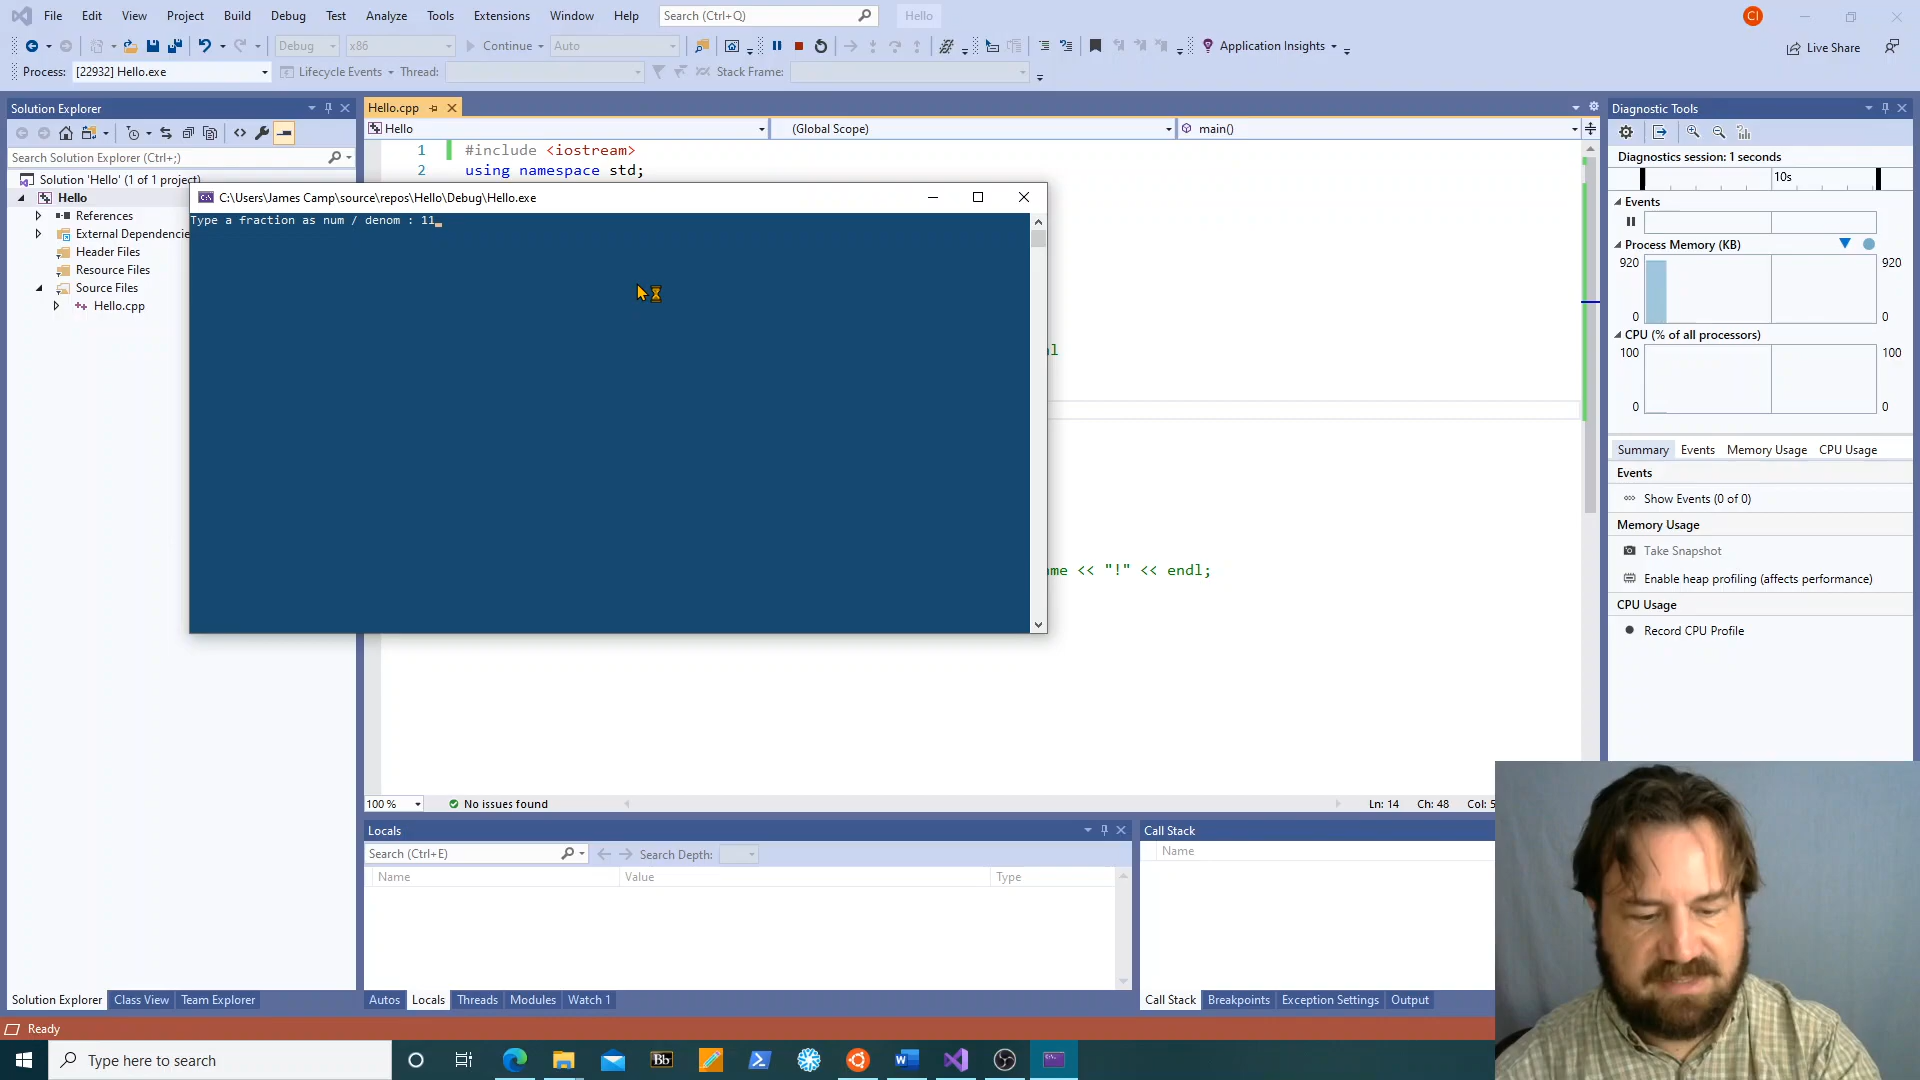 File Edit View Project Build Debug Test Analyze Tools Extensions Window Help Search (Ctrl+Q) Hello CI
Debug x86 Continue Auto Application Insights Live Share
Process: [22932] Hello.exe Lifecycle Events Thread: Stack Frame:
Solution Explorer
Search Solution Explorer (Ctrl+;)
Solution 'Hello' (1 of 1 project)
Hello
References
External Dependencie
Header Files
Resource Files
Source Files
Hello.cpp
Hello.cpp
Hello (Global Scope) main()
1 #include <iostream>
2 using namespace std;
C:\Users\James Camp\source\repos\Hello\Debug\Hello.exe
Type a fraction as num / denom : 11
me << "!" << endl;
100 % No issues found Ln: 14 Ch: 48 Col: 5
Locals
Search (Ctrl+E) Search Depth:
Name Value Type
Call Stack
Name
Solution Explorer Class View Team Explorer
Autos Locals Threads Modules Watch 1
Call Stack Breakpoints Exception Settings Output
Diagnostic Tools
Diagnostics session: 1 seconds
10s
Events
Process Memory (KB)
920 920
0 0
CPU (% of all processors)
100 100
0 0
Summary Events Memory Usage CPU Usage
Events
Show Events (0 of 0)
Memory Usage
Take Snapshot
Enable heap profiling (affects performance)
CPU Usage
Record CPU Profile
Ready
Type here to search Bb